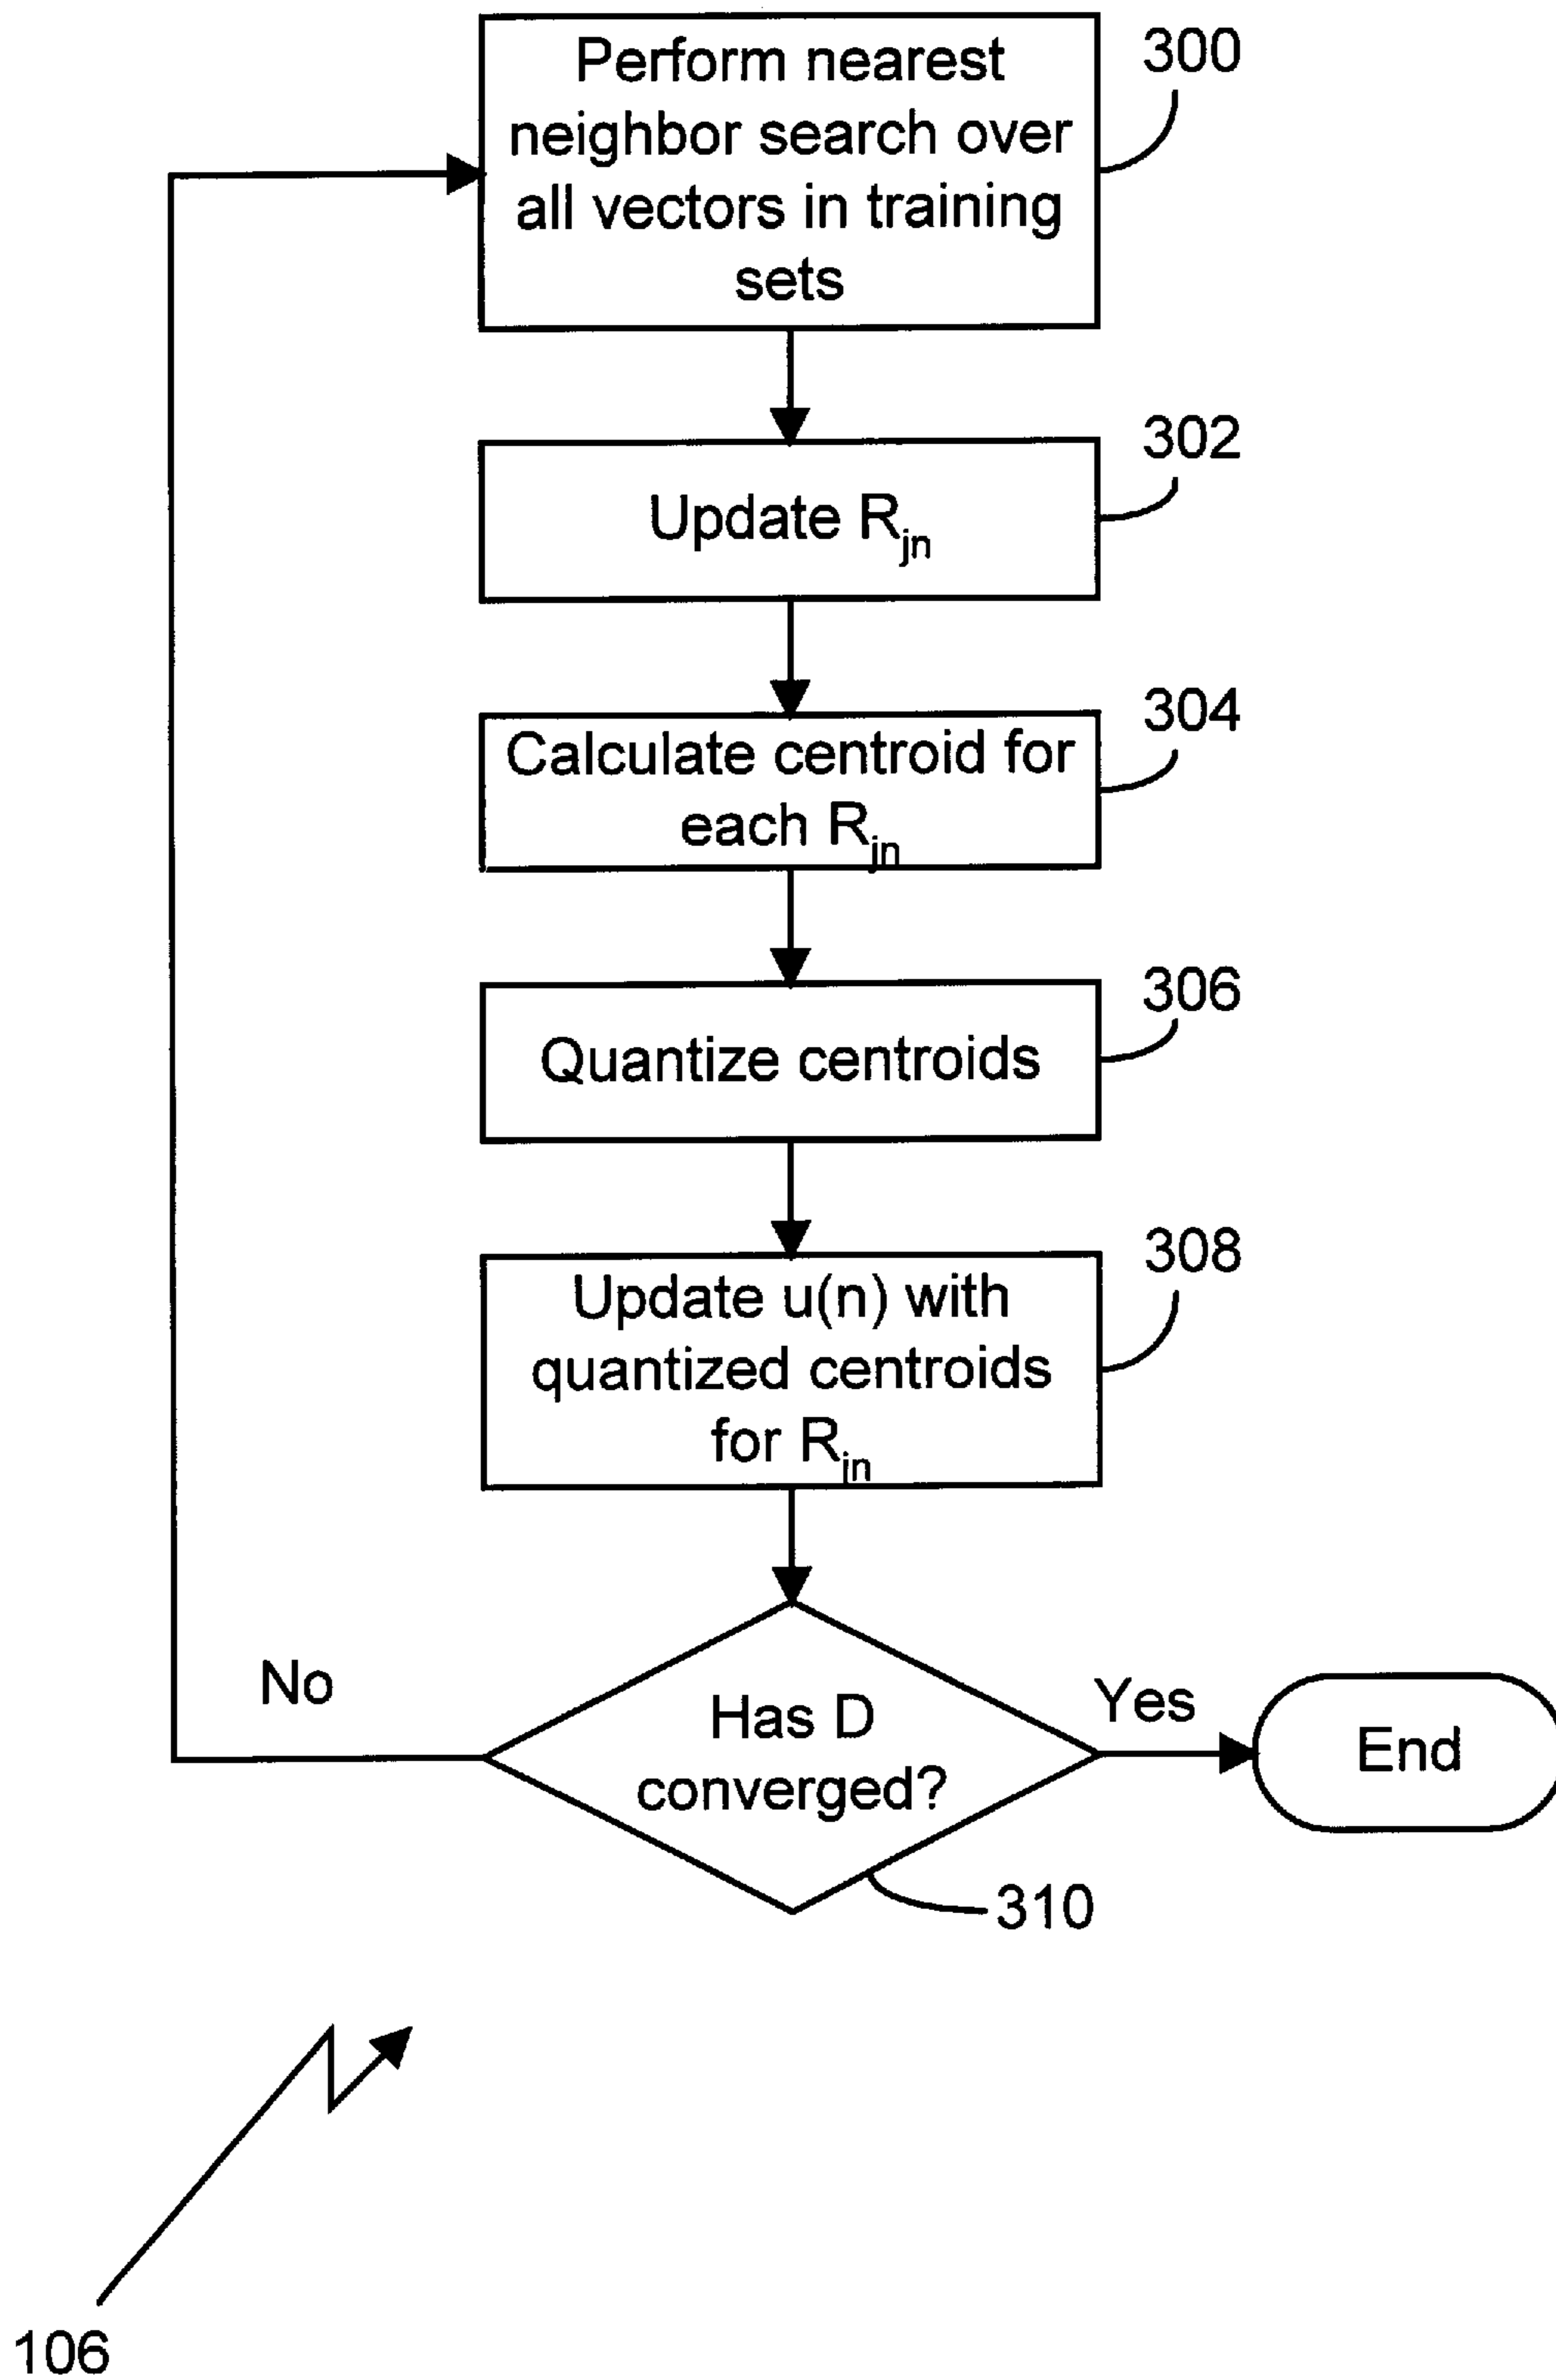 Perform nearest
neighbor search over
all vectors in training
sets
300
Update Rjn
302
Calculate centroid for
each Rjn
304
Quantize centroids
306
Update u(n) with
quantized centroids
for Rjn
308
Has D
converged?
No
Yes
End
310
106